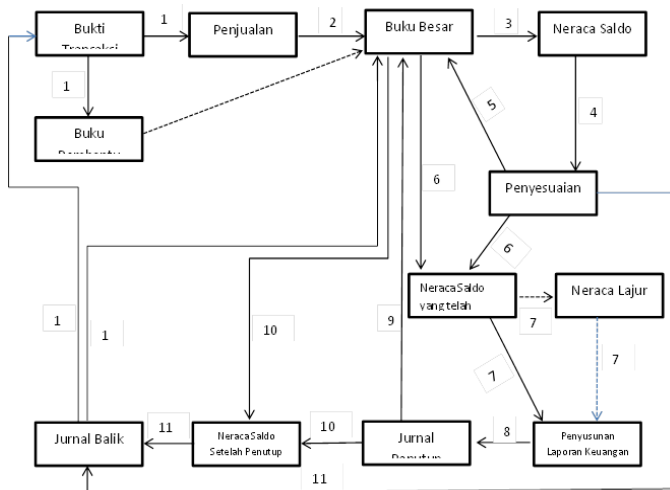 Bukti
1
Penjualan
2
Buku Besar
3
Neraca Saldo
1
Buku
5
4
6
Penyesuaian
6
Neraca Saldo
yang telah
7
Neraca Lajur
1
1
10
9
7
7
Jurnal Balik
11
Neraca Saldo
Setelah Penutup
10
Jurnal
8
Penyusunan
Laporan Keuangan
11